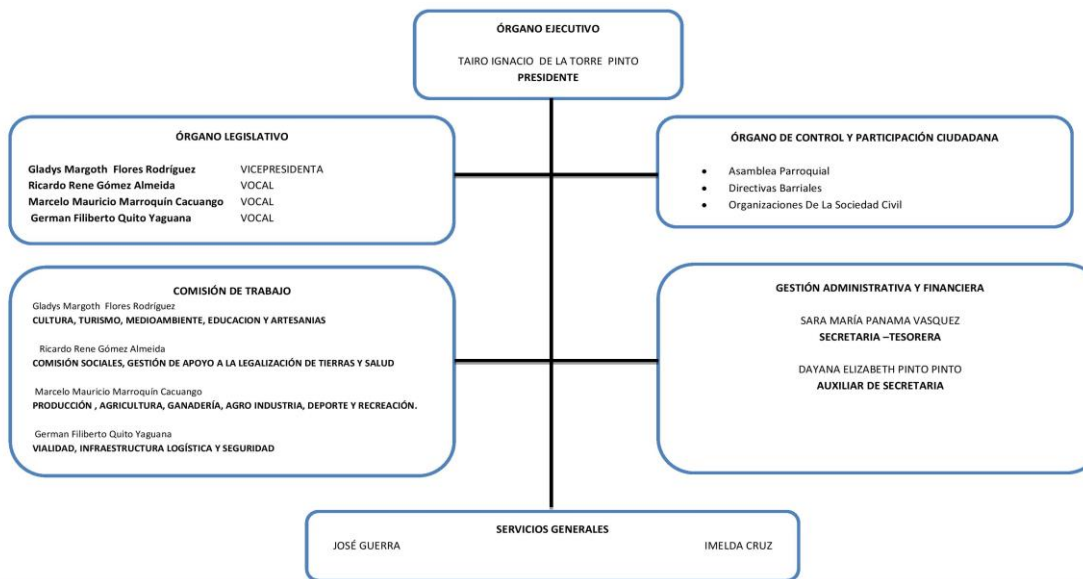 ÓRGANO EJECUTIVO
TAIRO IGNACIO DE LA TORRE PINTO
PRESIDENTE
ÓRGANO LEGISLATIVO
Gladys Margoth Flores Rodríguez VICEPRESIDENTA
Ricardo Rene Gómez Almeida VOCAL
Marcelo Mauricio Marroquín Cacuango VOCAL
German Filiberto Quito Yaguana VOCAL
ÓRGANO DE CONTROL Y PARTICIPACIÓN CIUDADANA
• Asamblea Parroquial
• Directivas Barriales
• Organizaciones De La Sociedad Civil
COMISIÓN DE TRABAJO
Gladys Margoth Flores Rodríguez
CULTURA, TURISMO, MEDIOAMBIENTE, EDUCACION Y ARTESANIAS
Ricardo Rene Gómez Almeida
COMISIÓN SOCIALES, GESTIÓN DE APOYO A LA LEGALIZACIÓN DE TIERRAS Y SALUD
Marcelo Mauricio Marroquín Cacuango
PRODUCCIÓN , AGRICULTURA, GANADERÍA, AGRO INDUSTRIA, DEPORTE Y RECREACIÓN.
German Filiberto Quito Yaguana
VIALIDAD, INFRAESTRUCTURA LOGÍSTICA Y SEGURIDAD
GESTIÓN ADMINISTRATIVA Y FINANCIERA
SARA MARÍA PANAMA VASQUEZ
SECRETARIA –TESORERA
DAYANA ELIZABETH PINTO PINTO
AUXILIAR DE SECRETARIA
SERVICIOS GENERALES
JOSÉ GUERRA IMELDA CRUZ